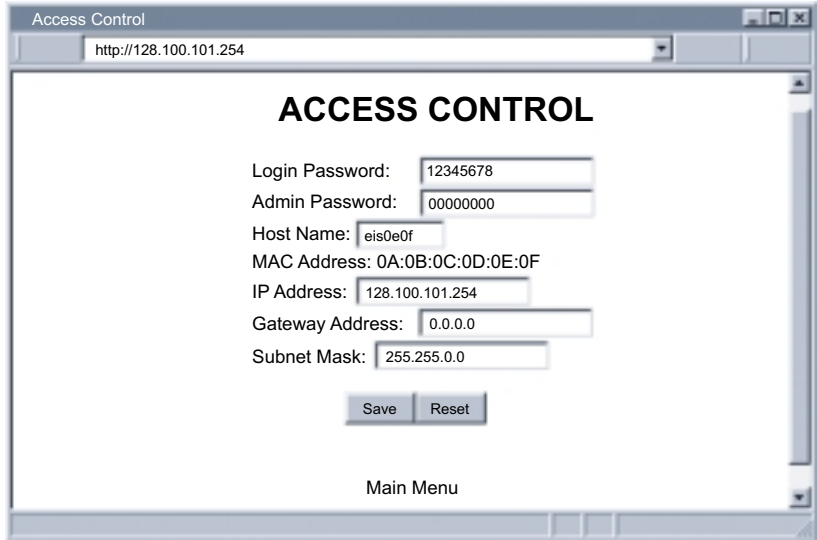 Access Control
http://128.100.101.254
ACCESS CONTROL
Login Password: 12345678
Admin Password: 00000000
Host Name: eis0e0f
MAC Address: 0A:0B:0C:0D:0E:0F
IP Address: 128.100.101.254
Gateway Address: 0.0.0.0
Subnet Mask: 255.255.0.0
Save Reset
Main Menu